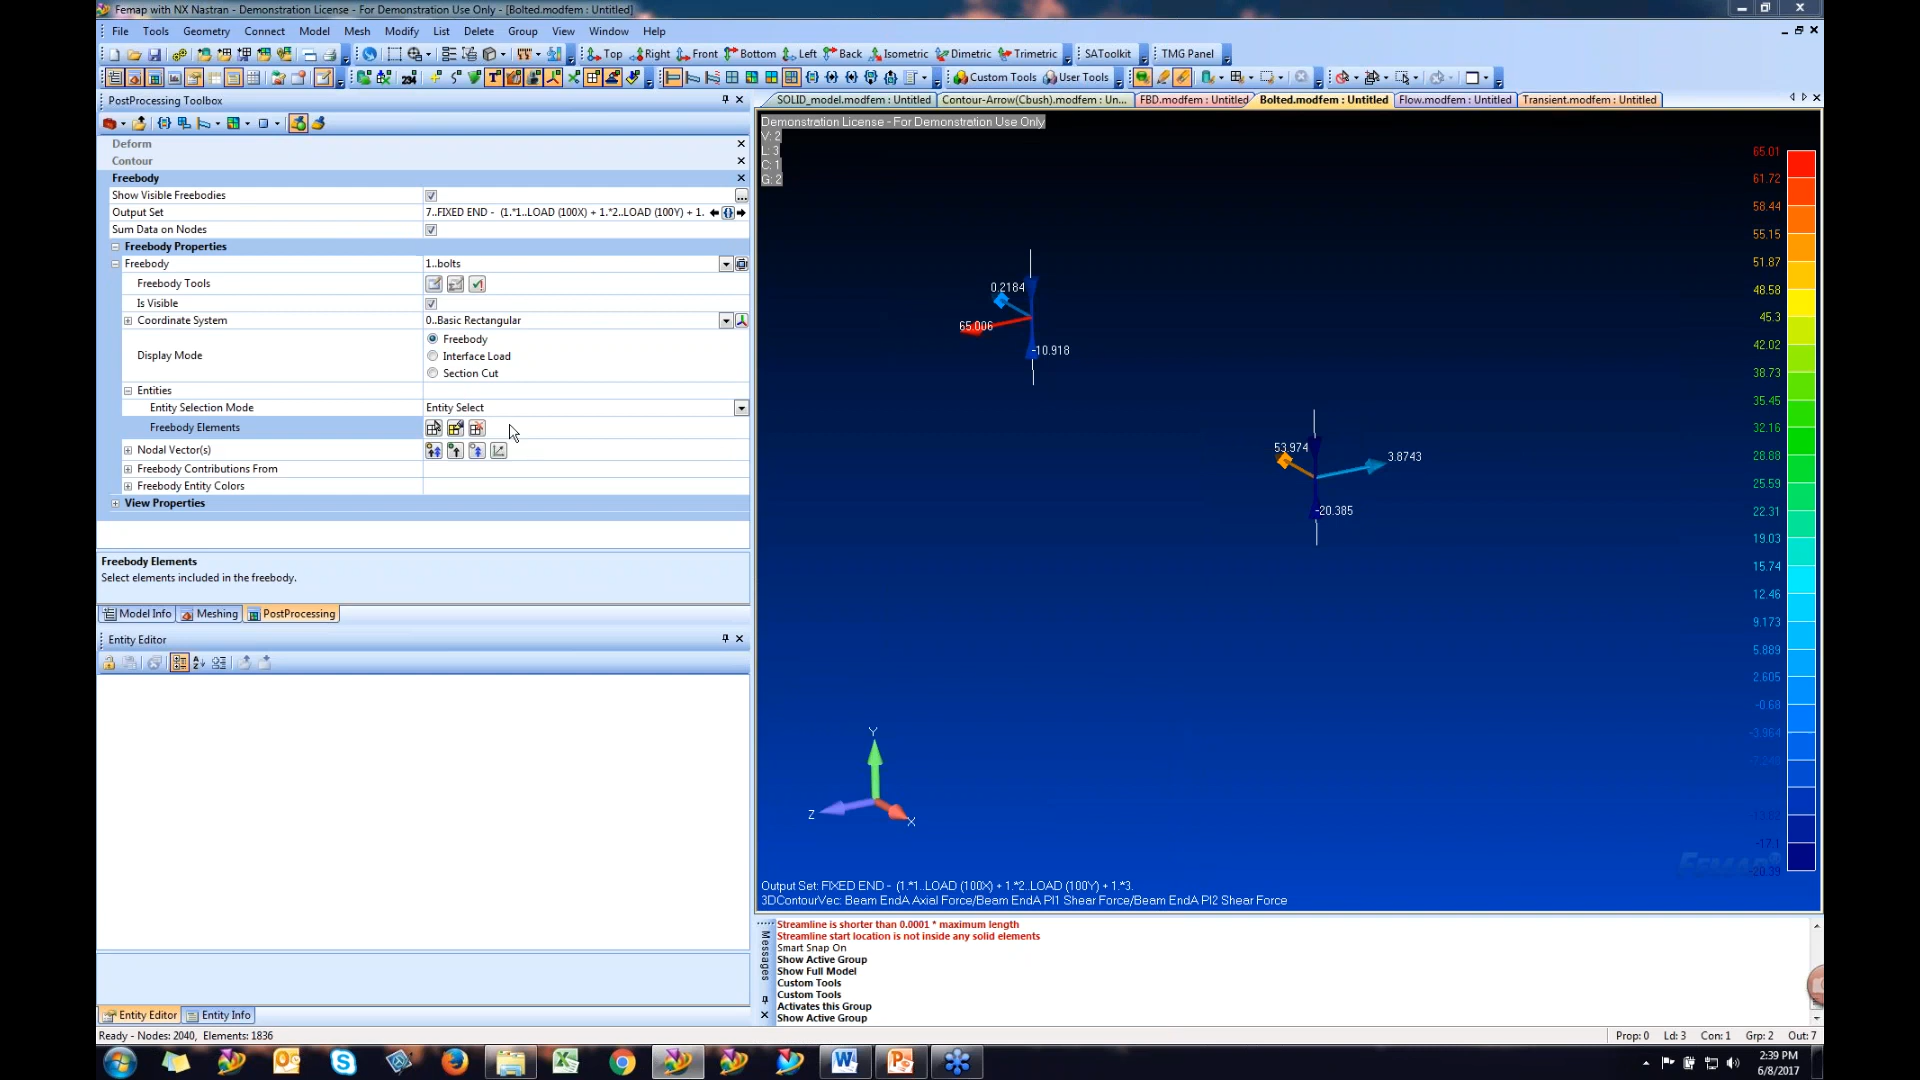 Femap with NX Nastran - Demonstration License - For Demonstration Use Only - [Bolted.modfem : Untitled]
File Tools Geometry Connect Model Mesh Modify List Delete Group View Window Help
Top Right Front Bottom Left Back Isometric Dimetric Trimetric SAToolkit TMG Panel
234 Custom Tools User Tools
PostProcessing Toolbox
SOLID_model.modfem : Untitled Contour-Arrow(Cbush).modfem : Un... FBD.modfem : Untitled Bolted.modfem : Untitled Flow.modfem : Untitled Transient.modfem : Untitled
Deform
Contour
Freebody
Show Visible Freebodies
Output Set 7..FIXED END - (1.*1..LOAD (100X) + 1.*2..LOAD (100Y) + 1.
Sum Data on Nodes
Freebody Properties
Freebody 1..bolts
Freebody Tools
Is Visible
Coordinate System 0..Basic Rectangular
Display Mode
Freebody
Interface Load
Section Cut
Entities
Entity Selection Mode Entity Select
Freebody Elements
Nodal Vector(s)
Freebody Contributions From
Freebody Entity Colors
View Properties
Freebody Elements
Select elements included in the freebody.
Model Info Meshing PostProcessing
Entity Editor
Entity Editor Entity Info
Demonstration License - For Demonstration Use Only
V: 2
L: 3
C: 1
G: 2
0.2184
65.006
-10.918
53.974
3.8743
-20.385
65.01
61.72
58.44
55.15
51.87
48.58
45.3
42.02
38.73
35.45
32.16
28.88
25.59
22.31
19.03
15.74
12.46
9.173
5.889
2.605
-0.68
-3.964
-17.1
-20.39
FEMAP
Y
Z
X
Output Set: FIXED END - (1.*1..LOAD (100X) + 1.*2..LOAD (100Y) + 1.*3.
3DContourVec: Beam EndA Axial Force/Beam EndA Pl1 Shear Force/Beam EndA Pl2 Shear Force
Messages
Streamline is shorter than 0.0001 * maximum length
Streamline start location is not inside any solid elements
Smart Snap On
Show Active Group
Show Full Model
Custom Tools
Custom Tools
Activates this Group
Show Active Group
Ready - Nodes: 2040, Elements: 1836
Prop: 0 Ld: 3 Con: 1 Grp: 2 Out: 7
2:39 PM
6/8/2017